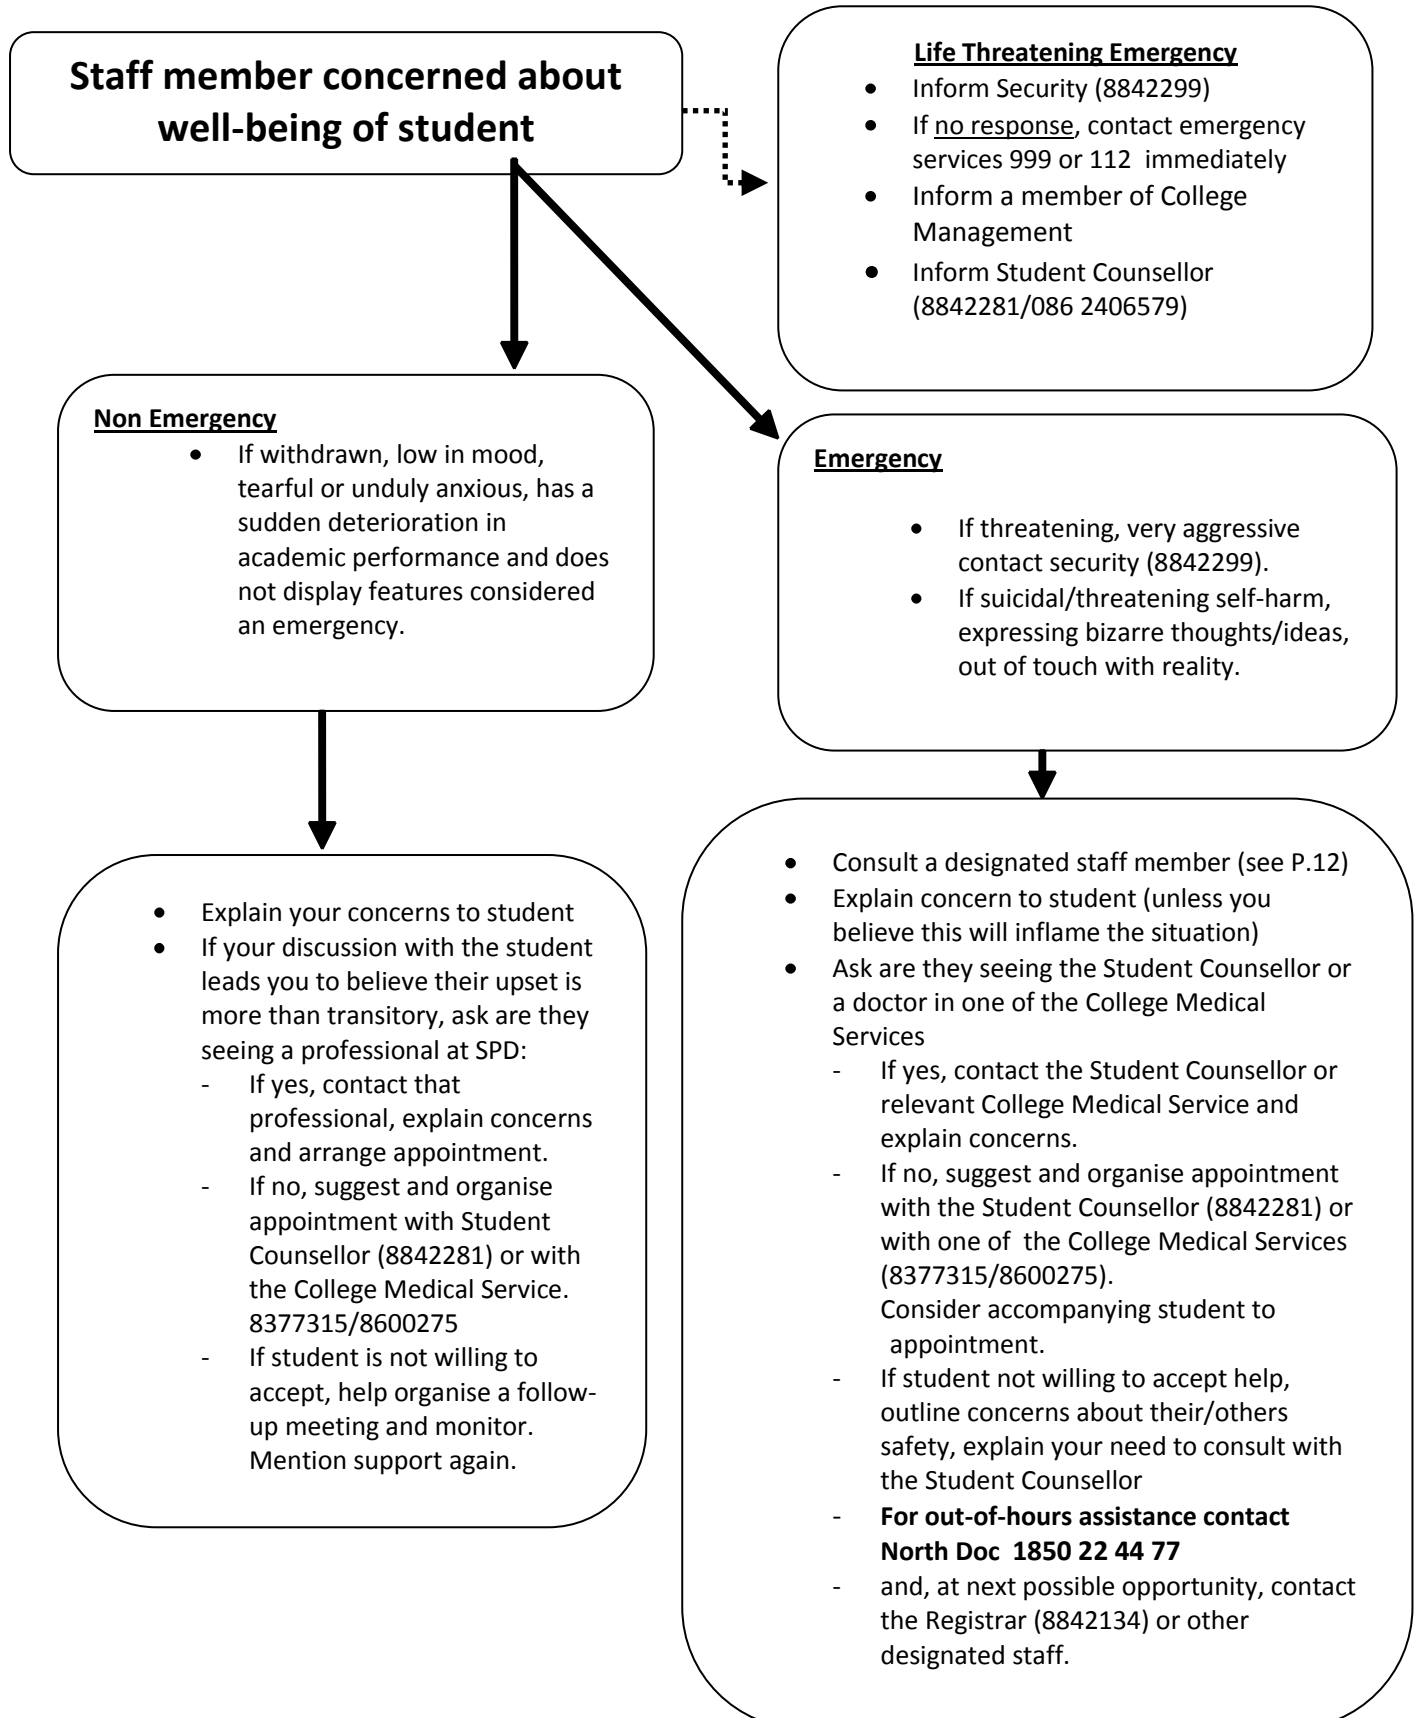 Staff member concerned about
well-being of student
Life Threatening Emergency
• Inform Security (8842299)
• If no response, contact emergency
services 999 or 112 immediately
• Inform a member of College
Management
• Inform Student Counsellor
(8842281/086 2406579)
Non Emergency
• If withdrawn, low in mood,
tearful or unduly anxious, has a
sudden deterioration in
academic performance and does
not display features considered
an emergency.
Emergency
• If threatening, very aggressive
contact security (8842299).
• If suicidal/threatening self-harm,
expressing bizarre thoughts/ideas,
out of touch with reality.
• Explain your concerns to student
• If your discussion with the student
leads you to believe their upset is
more than transitory, ask are they
seeing a professional at SPD:
- If yes, contact that
professional, explain concerns
and arrange appointment.
- If no, suggest and organise
appointment with Student
Counsellor (8842281) or with
the College Medical Service.
8377315/8600275
- If student is not willing to
accept, help organise a follow-
up meeting and monitor.
Mention support again.
• Consult a designated staff member (see P.12)
• Explain concern to student (unless you
believe this will inflame the situation)
• Ask are they seeing the Student Counsellor or
a doctor in one of the College Medical
Services
- If yes, contact the Student Counsellor or
relevant College Medical Service and
explain concerns.
- If no, suggest and organise appointment
with the Student Counsellor (8842281) or
with one of the College Medical Services
(8377315/8600275).
Consider accompanying student to
appointment.
- If student not willing to accept help,
outline concerns about their/others
safety, explain your need to consult with
the Student Counsellor
- For out-of-hours assistance contact
North Doc 1850 22 44 77
- and, at next possible opportunity, contact
the Registrar (8842134) or other
designated staff.